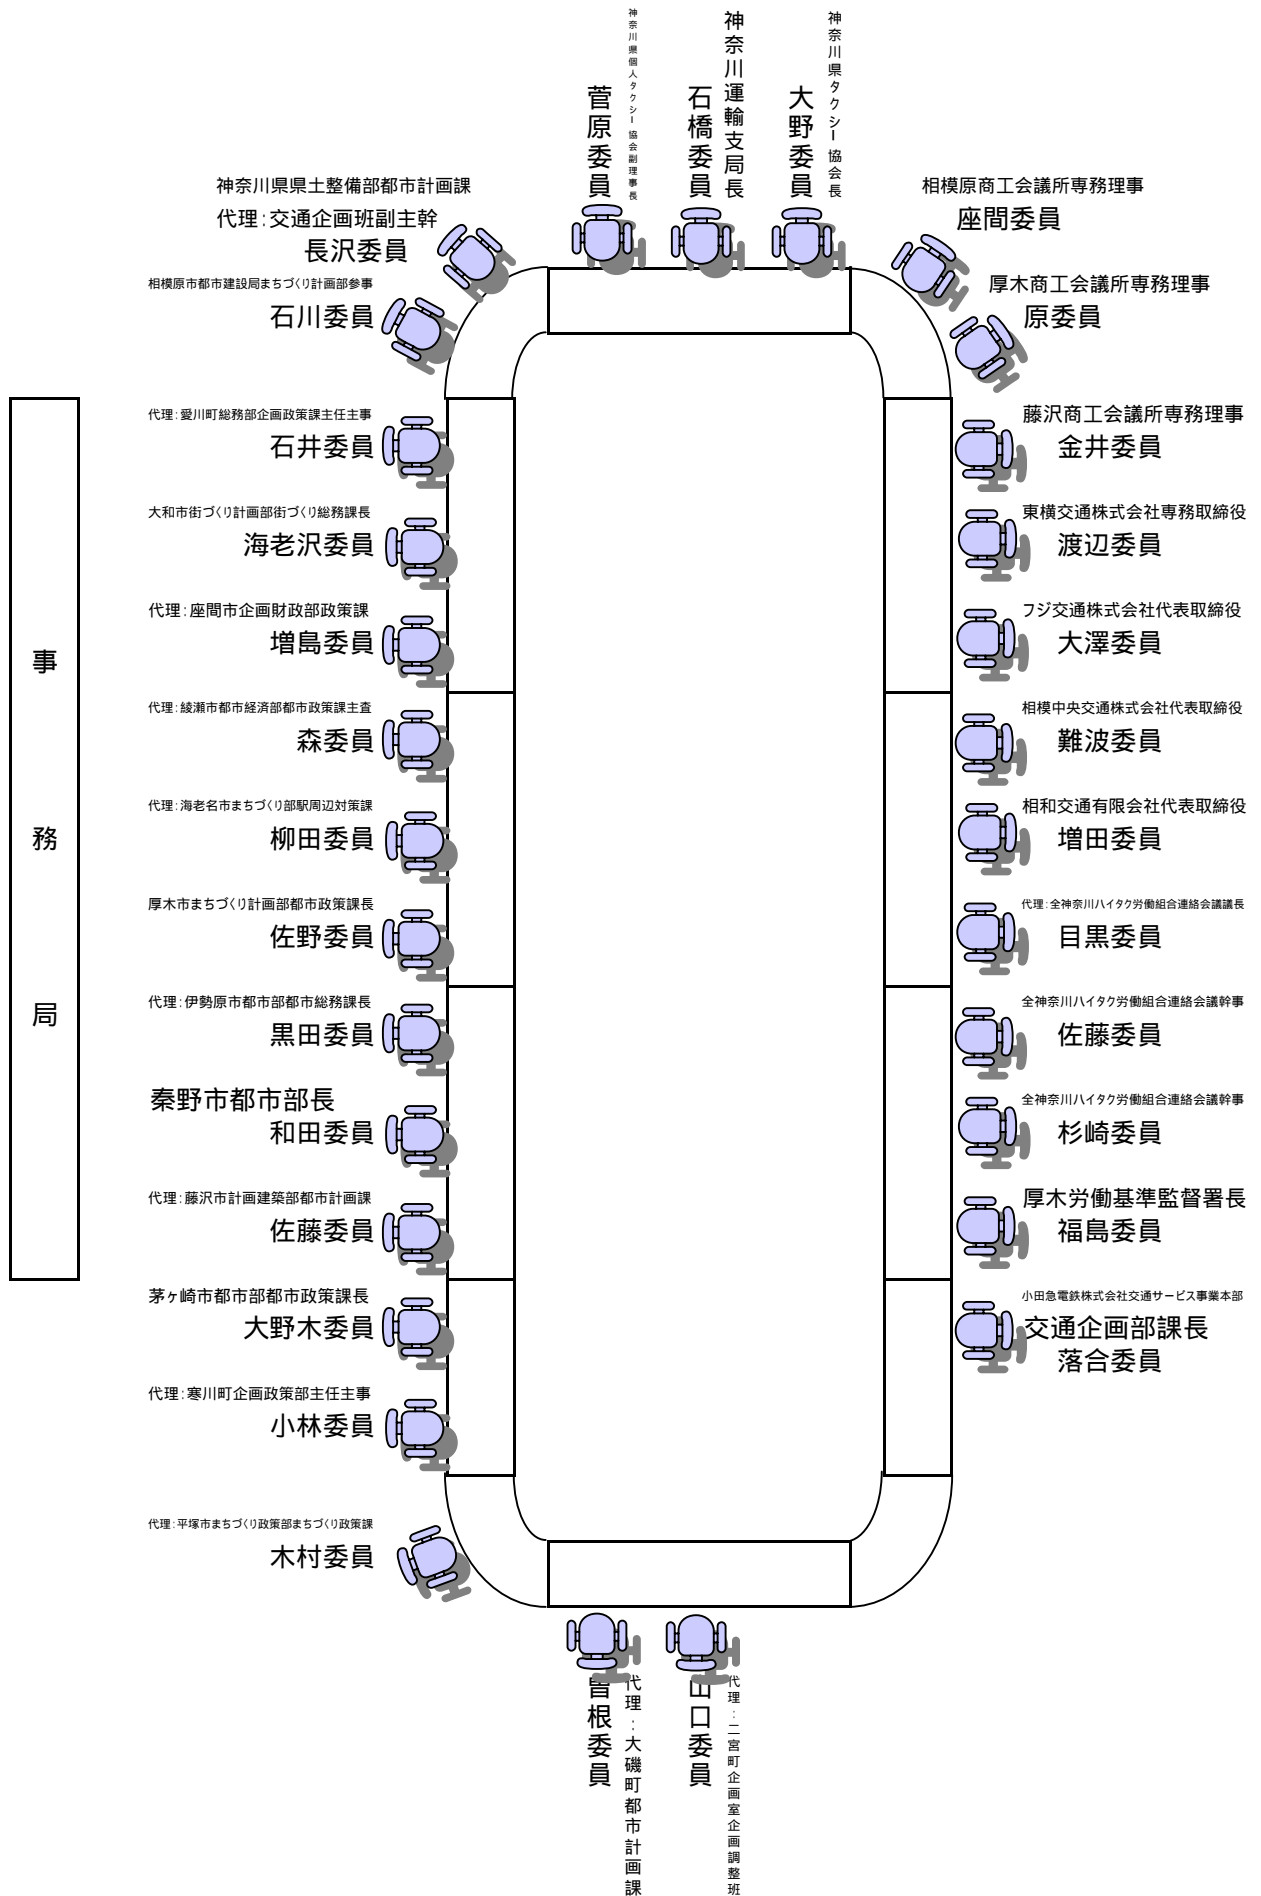 神奈川県個人タクシー協会副理事長
菅原委員
神奈川運輸支局長
石橋委員
神奈川県タクシー協会長
大野委員
神奈川県県土整備部都市計画課
代理：交通企画班副主幹
長沢委員
相模原市都市建設局まちづくり計画部参事
石川委員
代理：愛川町総務部企画政策課主任主事
石井委員
大和市街づくり計画部街づくり総務課長
海老沢委員
代理：座間市企画財政部政策課
増島委員
代理：綾瀬市都市経済部都市政策課主査
森委員
代理：海老名市まちづくり部駅周辺対策課
柳田委員
厚木市まちづくり計画部都市政策課長
佐野委員
代理：伊勢原市都市部都市総務課長
黒田委員
秦野市都市部長
和田委員
代理：藤沢市計画建築部都市計画課
佐藤委員
茅ヶ崎市都市部都市政策課長
大野木委員
代理：寒川町企画政策部主任主事
小林委員
代理：平塚市まちづくり政策部まちづくり政策課
木村委員
事務局
相模原商工会議所専務理事
座間委員
厚木商工会議所専務理事
原委員
藤沢商工会議所専務理事
金井委員
東横交通株式会社専務取締役
渡辺委員
フジ交通株式会社代表取締役
大澤委員
相模中央交通株式会社代表取締役
難波委員
相和交通有限会社代表取締役
増田委員
代理：全神奈川ハイタク労働組合連絡会議議長
目黒委員
全神奈川ハイタク労働組合連絡会議幹事
佐藤委員
全神奈川ハイタク労働組合連絡会議幹事
杉崎委員
厚木労働基準監督署長
福島委員
小田急電鉄株式会社交通サービス事業本部
交通企画部課長
落合委員
代理：大磯町都市計画課
曽根委員
代理：二宮町企画室企画調整班
山口委員